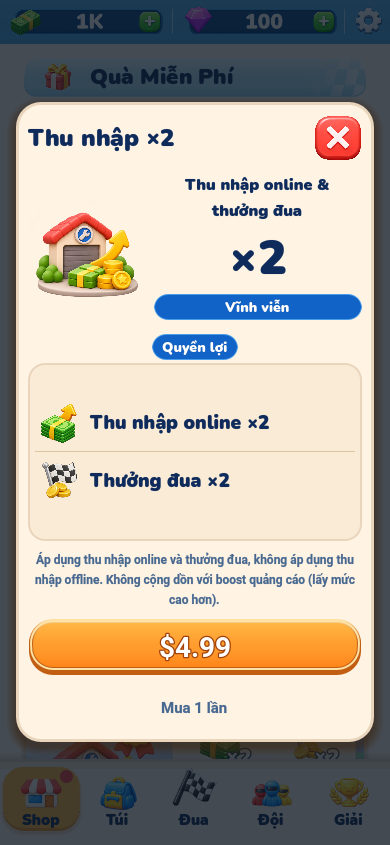 1K
100
Quà Miễn Phí
Thu nhập ×2
Thu nhập online &
thưởng đua
×2
Vĩnh viễn
Quyền lợi
Thu nhập online ×2
Thưởng đua ×2
Áp dụng thu nhập online và thưởng đua, không áp dụng thu
nhập offline. Không cộng dồn với boost quảng cáo (lấy mức
cao hơn).
$4.99
Mua 1 lần
×2
×2
Shop
Túi
Đua
Đội
Giải